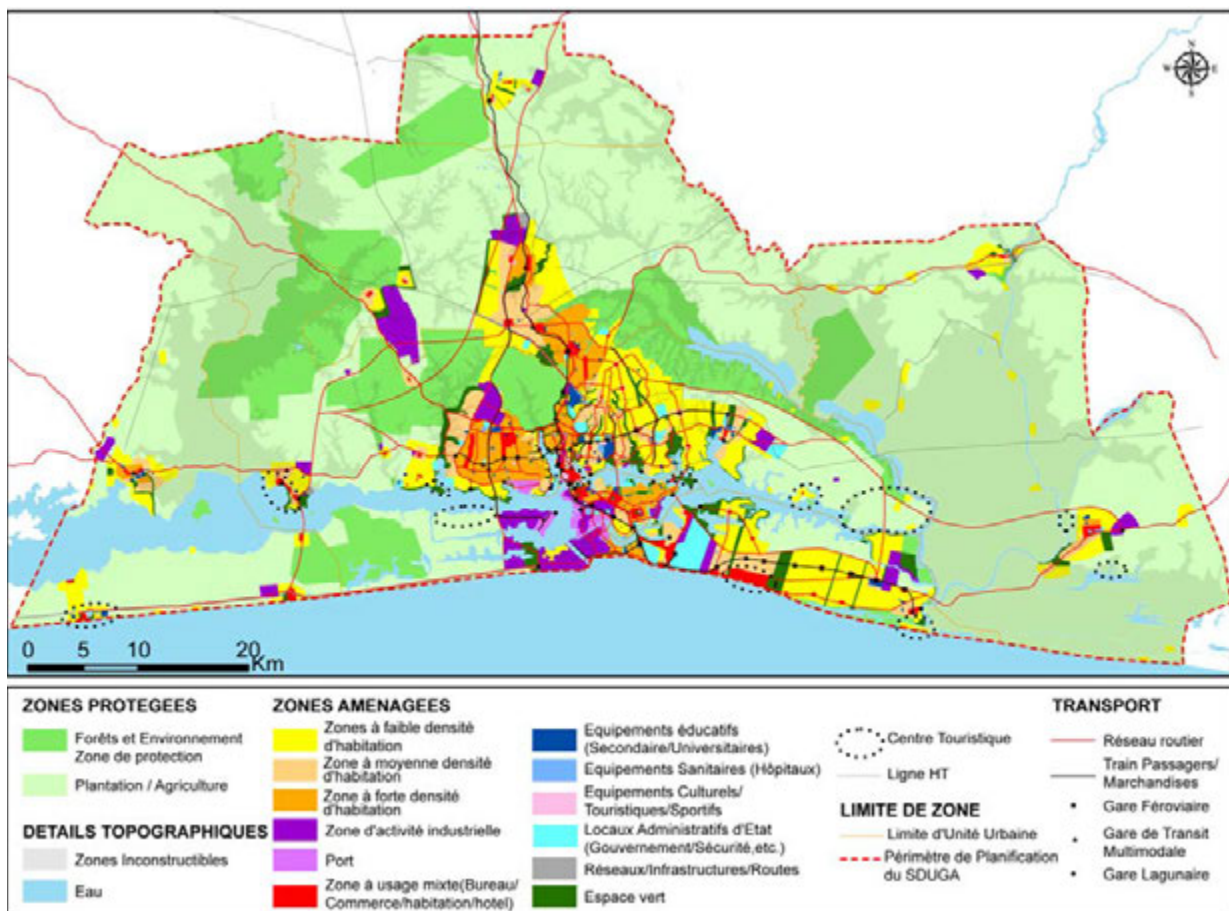 N
W
E
S
0 5 10 20
Km
ZONES PROTEGEES
Forêts et Environnement
Zone de protection
Plantation / Agriculture
DETAILS TOPOGRAPHIQUES
Zones Inconstructibles
Eau
ZONES AMENAGEES
Zones à faible densité
d'habitation
Zone à moyenne densité
d'habitation
Zone à forte densité
d'habitation
Zone d'activité industrielle
Port
Zone à usage mixte(Bureau/
Commerce/habitation/hotel)
Equipements éducatifs
(Secondaire/Universitaires)
Equipements Sanitaires (Hôpitaux)
Equipements Culturels/
Touristiques/Sportifs
Locaux Administratifs d'Etat
(Gouvernement/Sécurité,etc.)
Réseaux/Infrastructures/Routes
Espace vert
Centre Touristique
Ligne HT
LIMITE DE ZONE
Limite d'Unité Urbaine
Périmètre de Planification
du SDUGA
TRANSPORT
Réseau routier
Train Passagers/
Marchandises
Gare Féroviaire
Gare de Transit
Multimodale
Gare Lagunaire